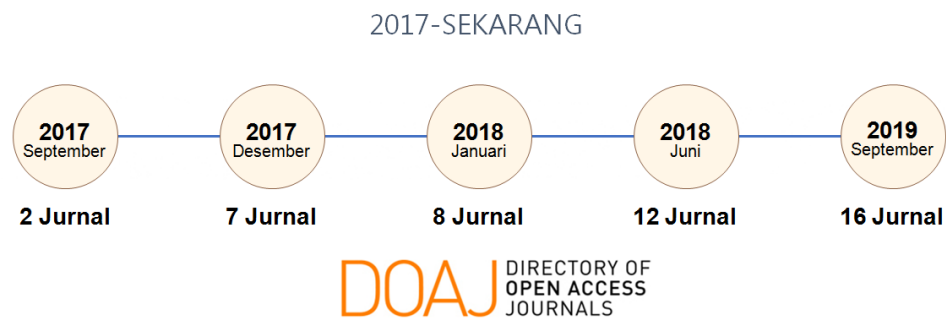 2017-SEKARANG
2017
September
2017
Desember
2018
Januari
2018
Juni
2019
September
2 Jurnal
7 Jurnal
8 Jurnal
12 Jurnal
16 Jurnal
DOAJ
DIRECTORY OF
OPEN ACCESS
JOURNALS